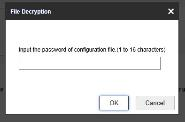 File Decryption
Input the password of configuration file.(1 to 16 characters)
OK
Cancel